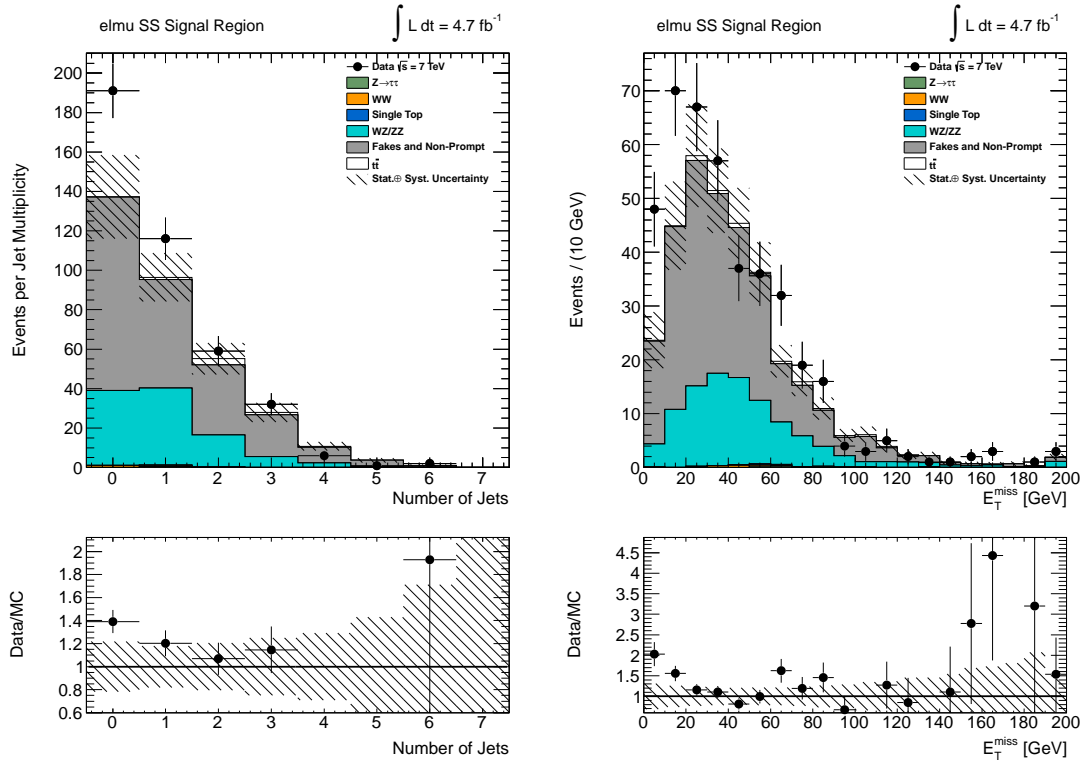 elmu SS Signal Region
∫ L dt = 4.7 fb⁻¹
Data √s = 7 TeV
Z→ττ
WW
Single Top
WZ/ZZ
Fakes and Non-Prompt
tt̄
Stat.⊕ Syst. Uncertainty
Events per Jet Multiplicity
200
180
160
140
120
100
80
60
40
20
0
0 1 2 3 4 5 6 7
Number of Jets
Data/MC
2
1.8
1.6
1.4
1.2
1
0.8
0.6
0 1 2 3 4 5 6 7
Number of Jets
elmu SS Signal Region
∫ L dt = 4.7 fb⁻¹
Data √s = 7 TeV
Z→ττ
WW
Single Top
WZ/ZZ
Fakes and Non-Prompt
tt̄
Stat.⊕ Syst. Uncertainty
Events / (10 GeV)
70
60
50
40
30
20
10
0
0 20 40 60 80 100 120 140 160 180 200
E_T^miss [GeV]
Data/MC
4.5
4
3.5
3
2.5
2
1.5
1
0 20 40 60 80 100 120 140 160 180 200
E_T^miss [GeV]